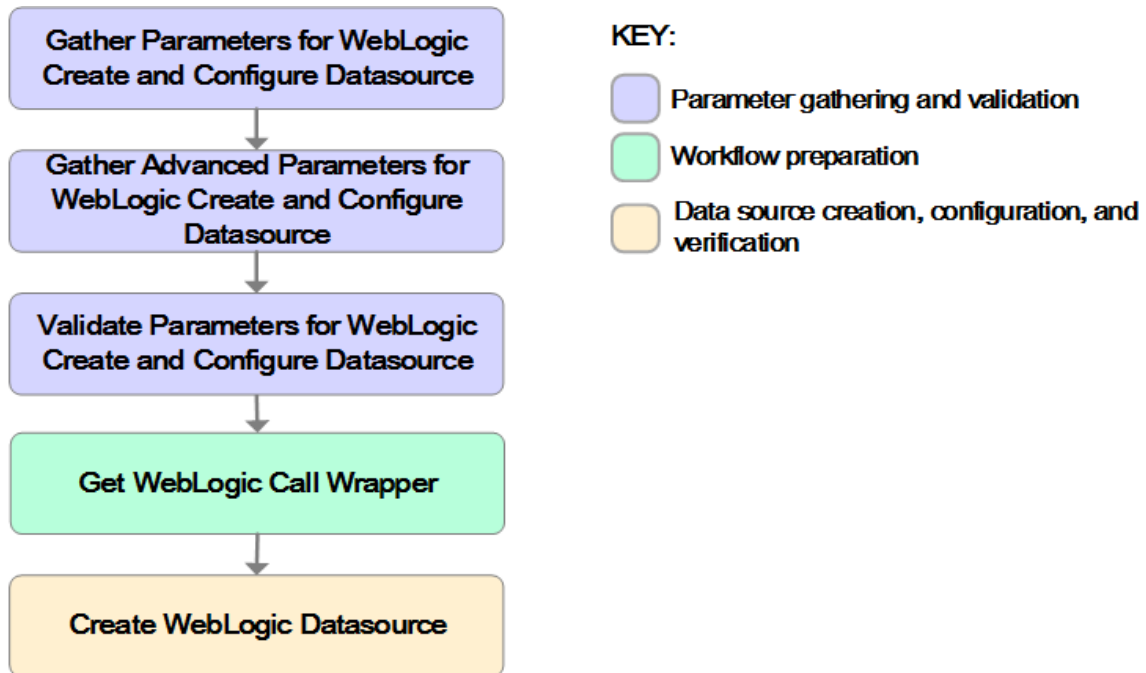 Gather Parameters for WebLogic
Create and Configure Datasource
Gather Advanced Parameters for
WebLogic Create and Configure
Datasource
Validate Parameters for WebLogic
Create and Configure Datasource
Get WebLogic Call Wrapper
Create WebLogic Datasource
KEY:
Parameter gathering and validation
Workflow preparation
Data source creation, configuration, and
verification